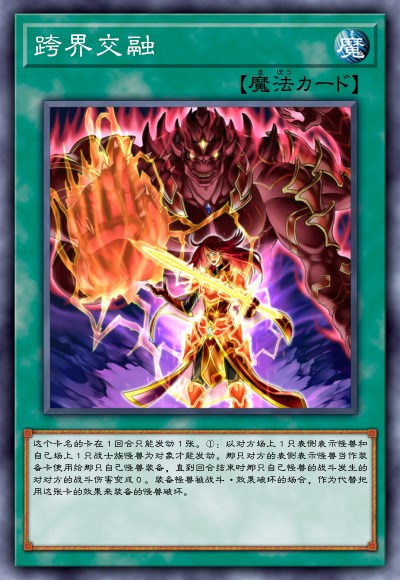 跨界交融
魔
【魔法カード】
まほう
这个卡名的卡在1回合只能发动1张。①：以对方场上1只表侧表示怪兽和
自己场上1只战士族怪兽为对象才能发动。那只对方的表侧表示怪兽当作装
备卡使用给那只自己怪兽装备，直到回合结束时那只自己怪兽的战斗发生的
对对方的战斗伤害变成0。装备怪兽被战斗·效果破坏的场合，作为代替把
用这张卡的效果来装备的怪兽破坏。